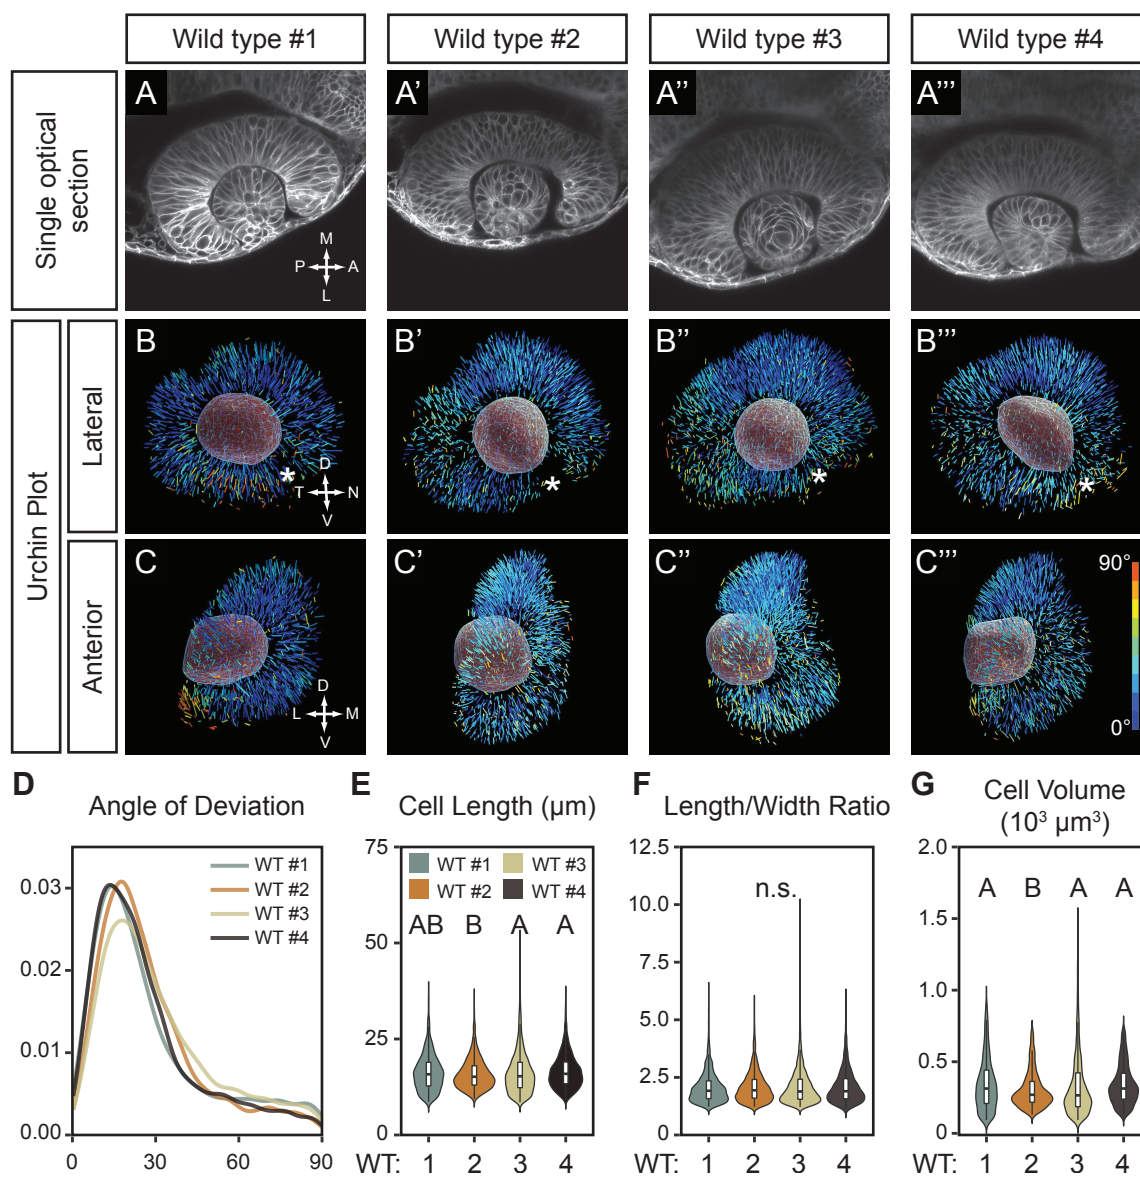 Wild type #1
Wild type #2
Wild type #3
Wild type #4
Single optical
section
A
A'
A''
A'''
M
P
A
L
Urchin Plot
Lateral
B
B'
B''
B'''
*
*
*
*
D
T
N
V
Anterior
C
C'
C''
C'''
D
L
M
V
90°
0°
D
Angle of Deviation
WT #1
WT #2
WT #3
WT #4
0.03
0.02
0.01
0.00
0
30
60
90
E
Cell Length (µm)
75
50
25
0
WT #1
WT #3
WT #2
WT #4
AB
B
A
A
WT:
1
2
3
4
F
Length/Width Ratio
12.5
10.0
7.5
5.0
2.5
0
n.s.
WT:
1
2
3
4
G
Cell Volume
(10³ µm³)
2.0
1.5
1.0
0.5
0
A
B
A
A
WT:
1
2
3
4